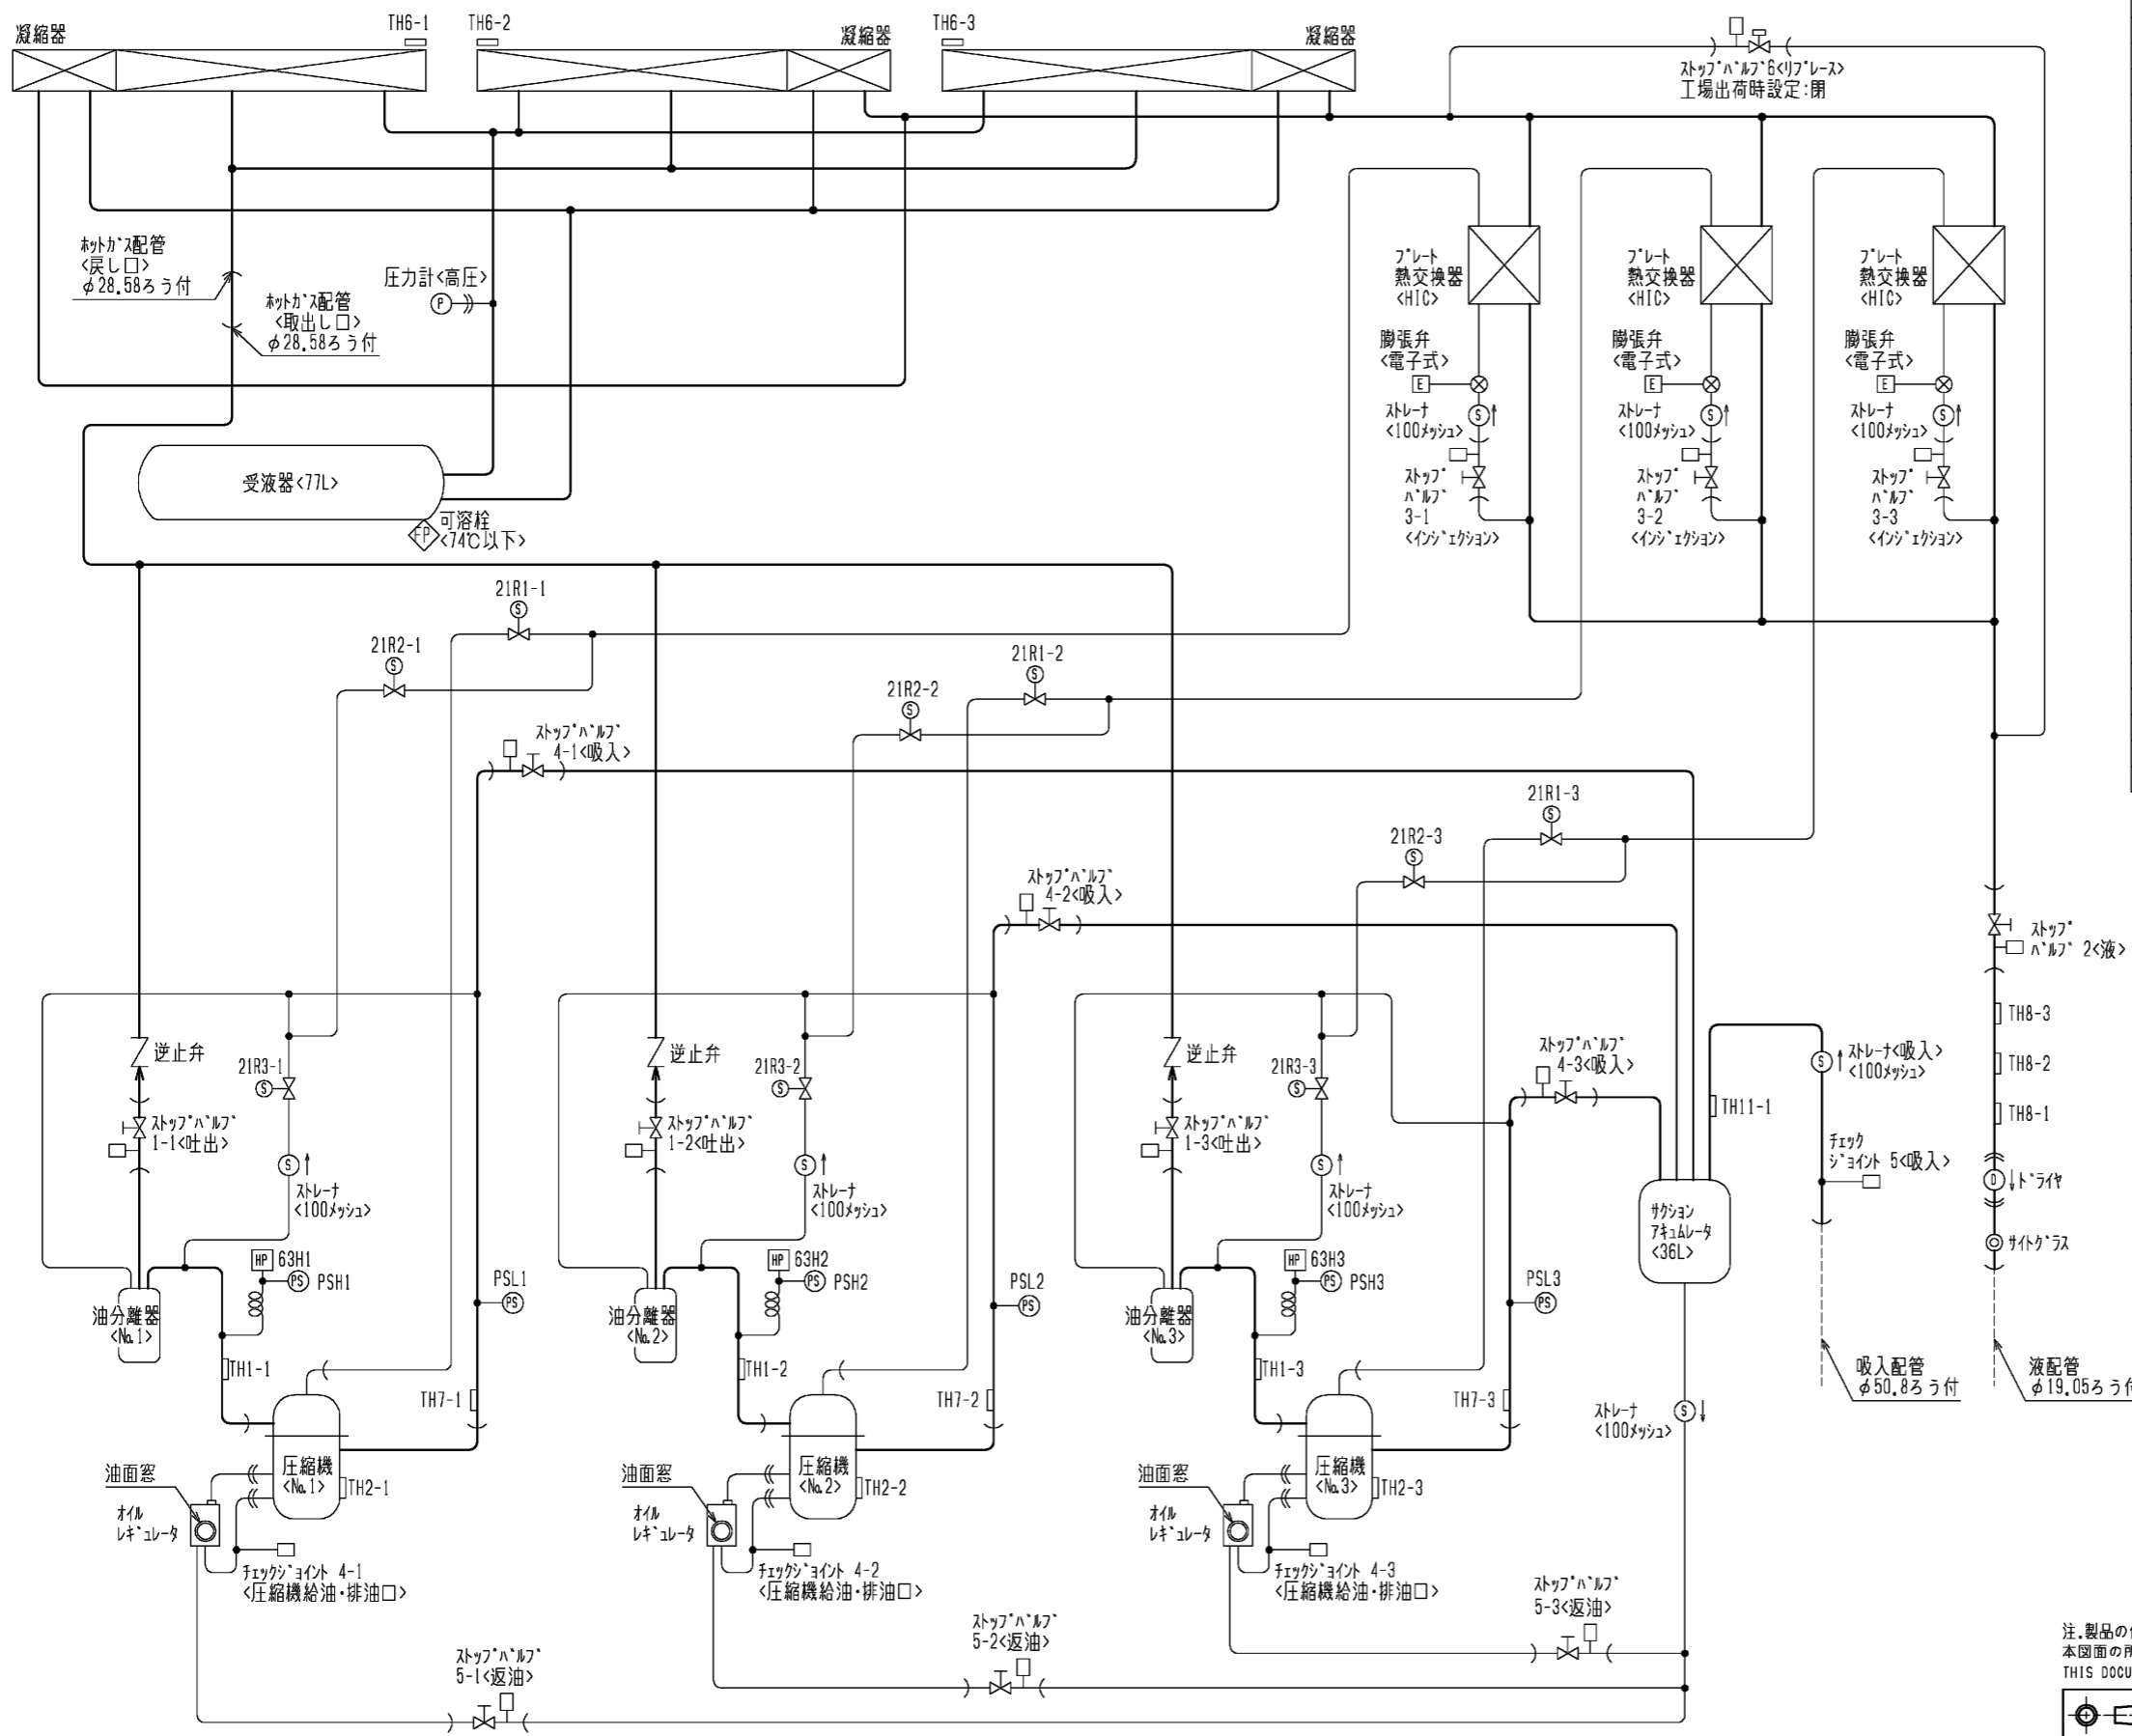 凝縮器
TH6-1
TH6-2
凝縮器
TH6-3
凝縮器
ストップバルブ6<リプレース>
工場出荷時設定:閉
ホットガス配管
<戻し口>
φ28.58ろう付
ホットガス配管
<取出し口>
φ28.58ろう付
圧力計<高圧>
P
プレート
熱交換器
<HIC>
プレート
熱交換器
<HIC>
プレート
熱交換器
<HIC>
膨張弁
<電子式>
E
膨張弁
<電子式>
E
膨張弁
<電子式>
E
ストレーナ
<100メッシュ>
S
ストレーナ
<100メッシュ>
S
ストレーナ
<100メッシュ>
S
ストップ
バルブ
3-1
<インジェクション>
ストップ
バルブ
3-2
<インジェクション>
ストップ
バルブ
3-3
<インジェクション>
受液器<77L>
FP
可溶栓
<74℃以下>
21R1-1
S
21R2-1
S
21R1-2
S
21R2-2
S
ストップバルブ
4-1<吸入>
21R1-3
S
21R2-3
S
ストップバルブ
4-2<吸入>
ストップ
バルブ 2<液>
逆止弁
21R3-1
S
ストップバルブ
1-1<吐出>
S
ストレーナ
<100メッシュ>
逆止弁
21R3-2
S
ストップバルブ
1-2<吐出>
S
ストレーナ
<100メッシュ>
逆止弁
21R3-3
S
ストップバルブ
1-3<吐出>
S
ストレーナ
<100メッシュ>
ストップバルブ
4-3<吸入>
S
ストレーナ<吸入>
<100メッシュ>
TH11-1
TH8-3
TH8-2
TH8-1
チェック
ジョイント 5<吸入>
D
ドライヤ
サイトグラス
サクション
アキュムレータ
<36L>
HP
63H1
PS
PSH1
PSL1
PS
油分離器
<No.1>
TH1-1
HP
63H2
PS
PSH2
PSL2
PS
油分離器
<No.2>
TH1-2
HP
63H3
PS
PSH3
PSL3
PS
油分離器
<No.3>
TH1-3
TH7-1
TH7-2
TH7-3
吸入配管
φ50.8ろう付
液配管
φ19.05ろう付
ストレーナ
<100メッシュ>
S
油面窓
圧縮機
<No.1>
TH2-1
オイル
レギュレータ
油面窓
圧縮機
<No.2>
TH2-2
オイル
レギュレータ
油面窓
圧縮機
<No.3>
TH2-3
オイル
レギュレータ
チェックジョイント 4-1
<圧縮機給油・排油口>
チェックジョイント 4-2
<圧縮機給油・排油口>
チェックジョイント 4-3
<圧縮機給油・排油口>
ストップバルブ
5-1<返油>
ストップバルブ
5-2<返油>
ストップバルブ
5-3<返油>
注.製品の
本図面の所
THIS DOCU